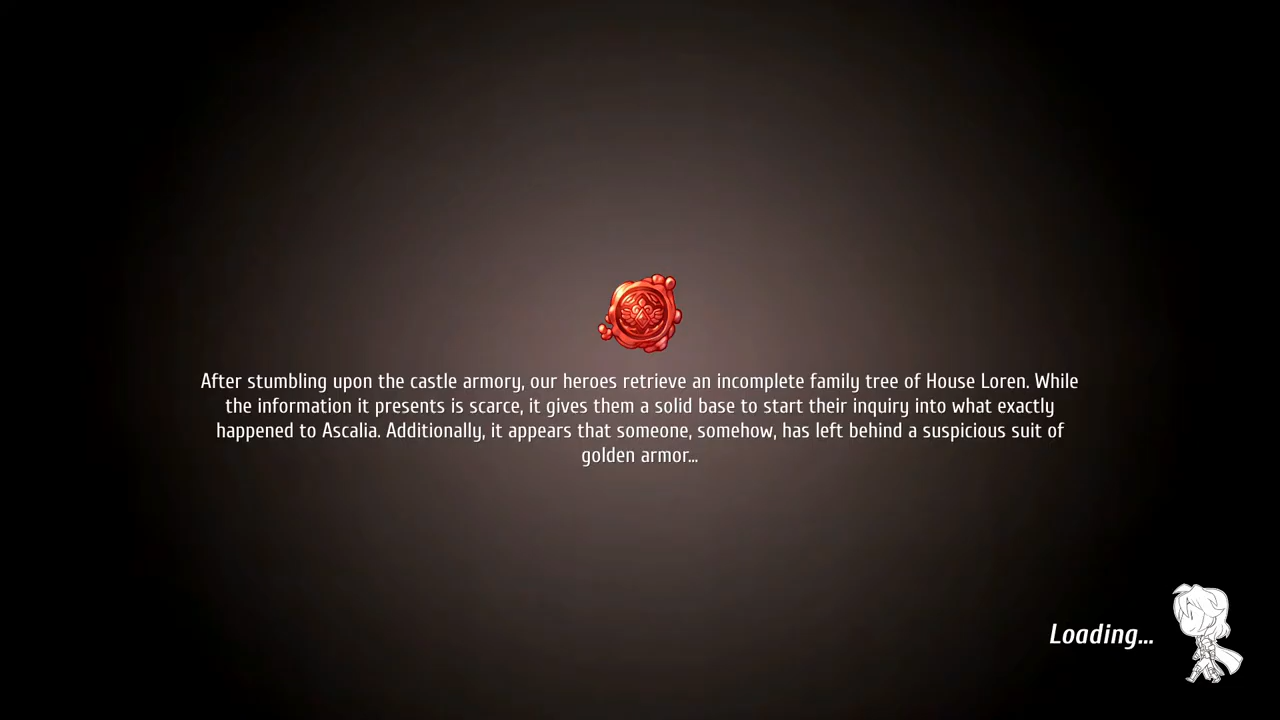 After stumbling upon the castle armory, our heroes retrieve an incomplete family tree of House Loren. While
the information it presents is scarce, it gives them a solid base to start their inquiry into what exactly
happened to Ascalia. Additionally, it appears that someone, somehow, has left behind a suspicious suit of
golden armor...
Loading...